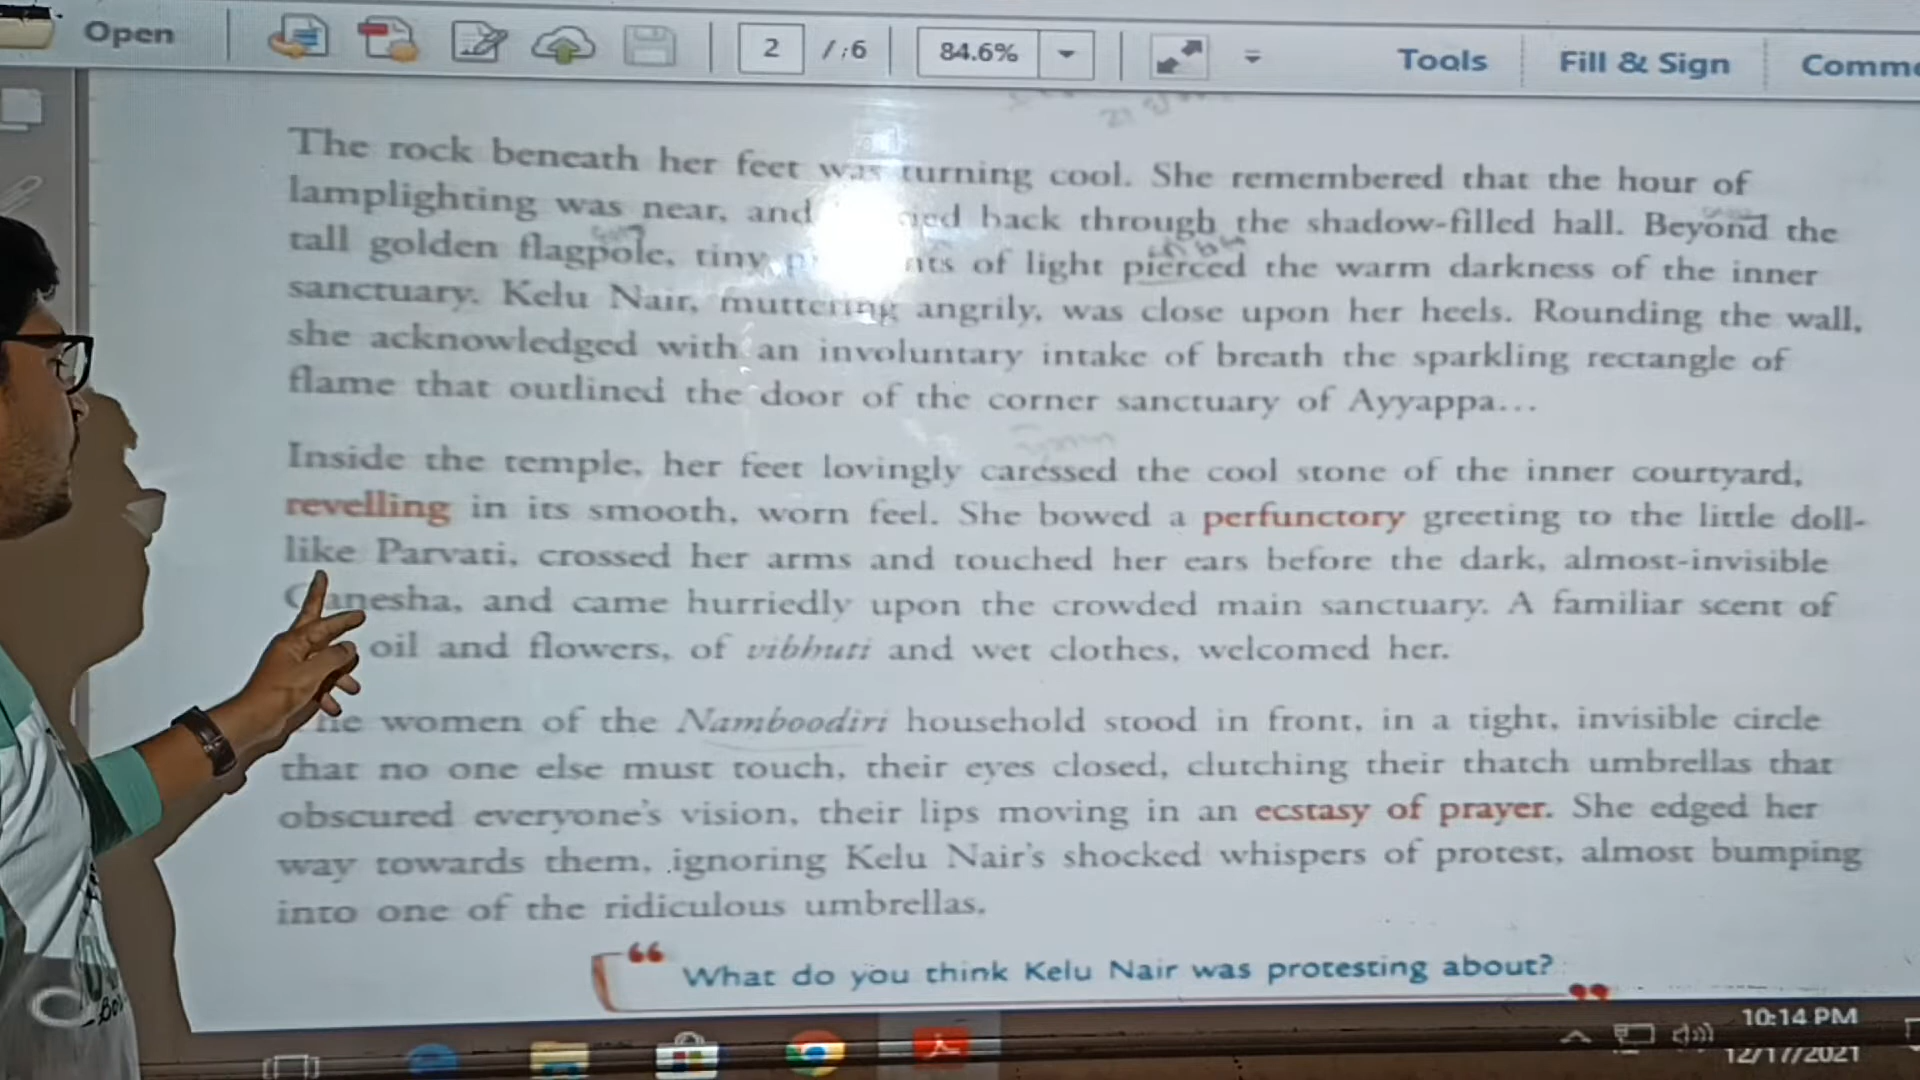 Open
2 / 6
84.6%
Tools
Fill & Sign
Comme
The rock beneath her feet was turning cool. She remembered that the hour of
lamplighting was near, and back through the shadow-filled hall. Beyond the
tall golden flagpole, tiny of light pierced the warm darkness of the inner
sanctuary. Kelu Nair, muttering angrily, was close upon her heels. Rounding the wall,
she acknowledged with an involuntary intake of breath the sparkling rectangle of
flame that outlined the door of the corner sanctuary of Ayyappa...
Inside the temple, her feet lovingly caressed the cool stone of the inner courtyard,
revelling in its smooth, worn feel. She bowed a perfunctory greeting to the little doll-
like Parvati, crossed her arms and touched her ears before the dark, almost-invisible
Ganesha, and came hurriedly upon the crowded main sanctuary. A familiar scent of
oil and flowers, of vibhuti and wet clothes, welcomed her.
women of the Namboodiri household stood in front, in a tight, invisible circle
that no one else must touch, their eyes closed, clutching their thatch umbrellas that
obscured everyone's vision, their lips moving in an ecstasy of prayer. She edged her
way towards them, ignoring Kelu Nair's shocked whispers of protest, almost bumping
into one of the ridiculous umbrellas.
“What do you think Kelu Nair was protesting about?”
10:14 PM
12/17/2021